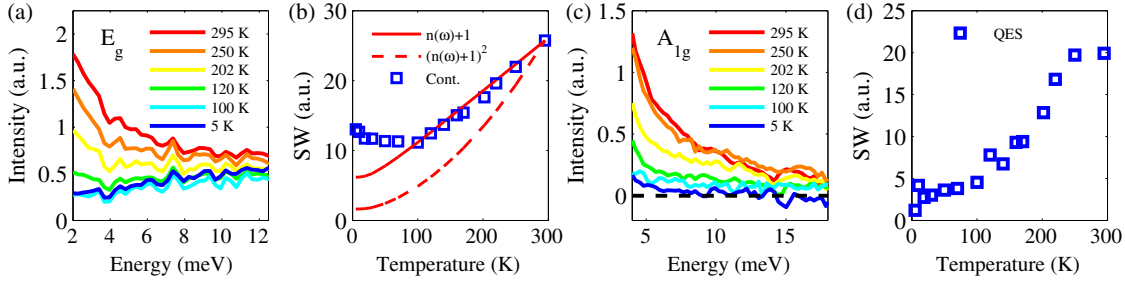 (a)
E_g
295 K
250 K
202 K
120 K
100 K
5 K
Intensity (a.u.)
2
1.5
1
0.5
0
2 4 6 8 10 12
Energy (meV)
(b)
n(ω)+1
(n(ω)+1)²
Cont.
SW (a.u.)
30
20
10
0
0 100 200 300
Temperature (K)
(c)
A_1g
295 K
250 K
202 K
120 K
100 K
5 K
Intensity (a.u.)
1.5
1
0.5
0
5 10 15
Energy (meV)
(d)
QES
SW (a.u.)
25
20
15
10
5
0
0 100 200 300
Temperature (K)